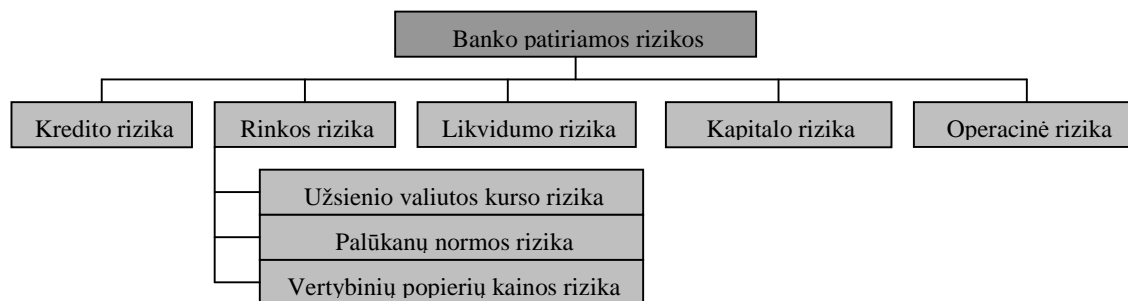 Banko patiriamos rizikos
Kredito rizika
Rinkos rizika
Likvidumo rizika
Kapitalo rizika
Operacinė rizika
Užsienio valiutos kurso rizika
Palūkanų normos rizika
Vertybinių popierių kainos rizika